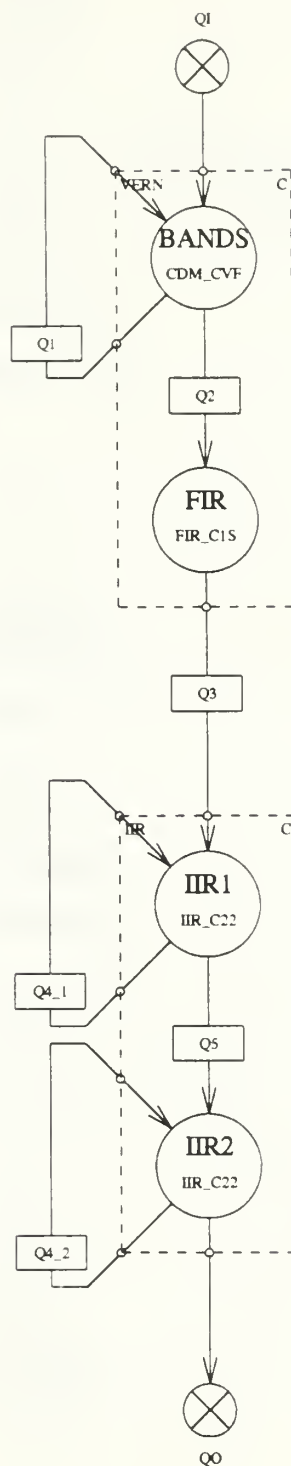 QI
VERN
C
BANDS
CDM_CVF
Q1
Q2
FIR
FIR_C1S
Q3
IIR
C
IIR1
IIR_C22
Q4_1
Q5
IIR2
IIR_C22
Q4_2
QO